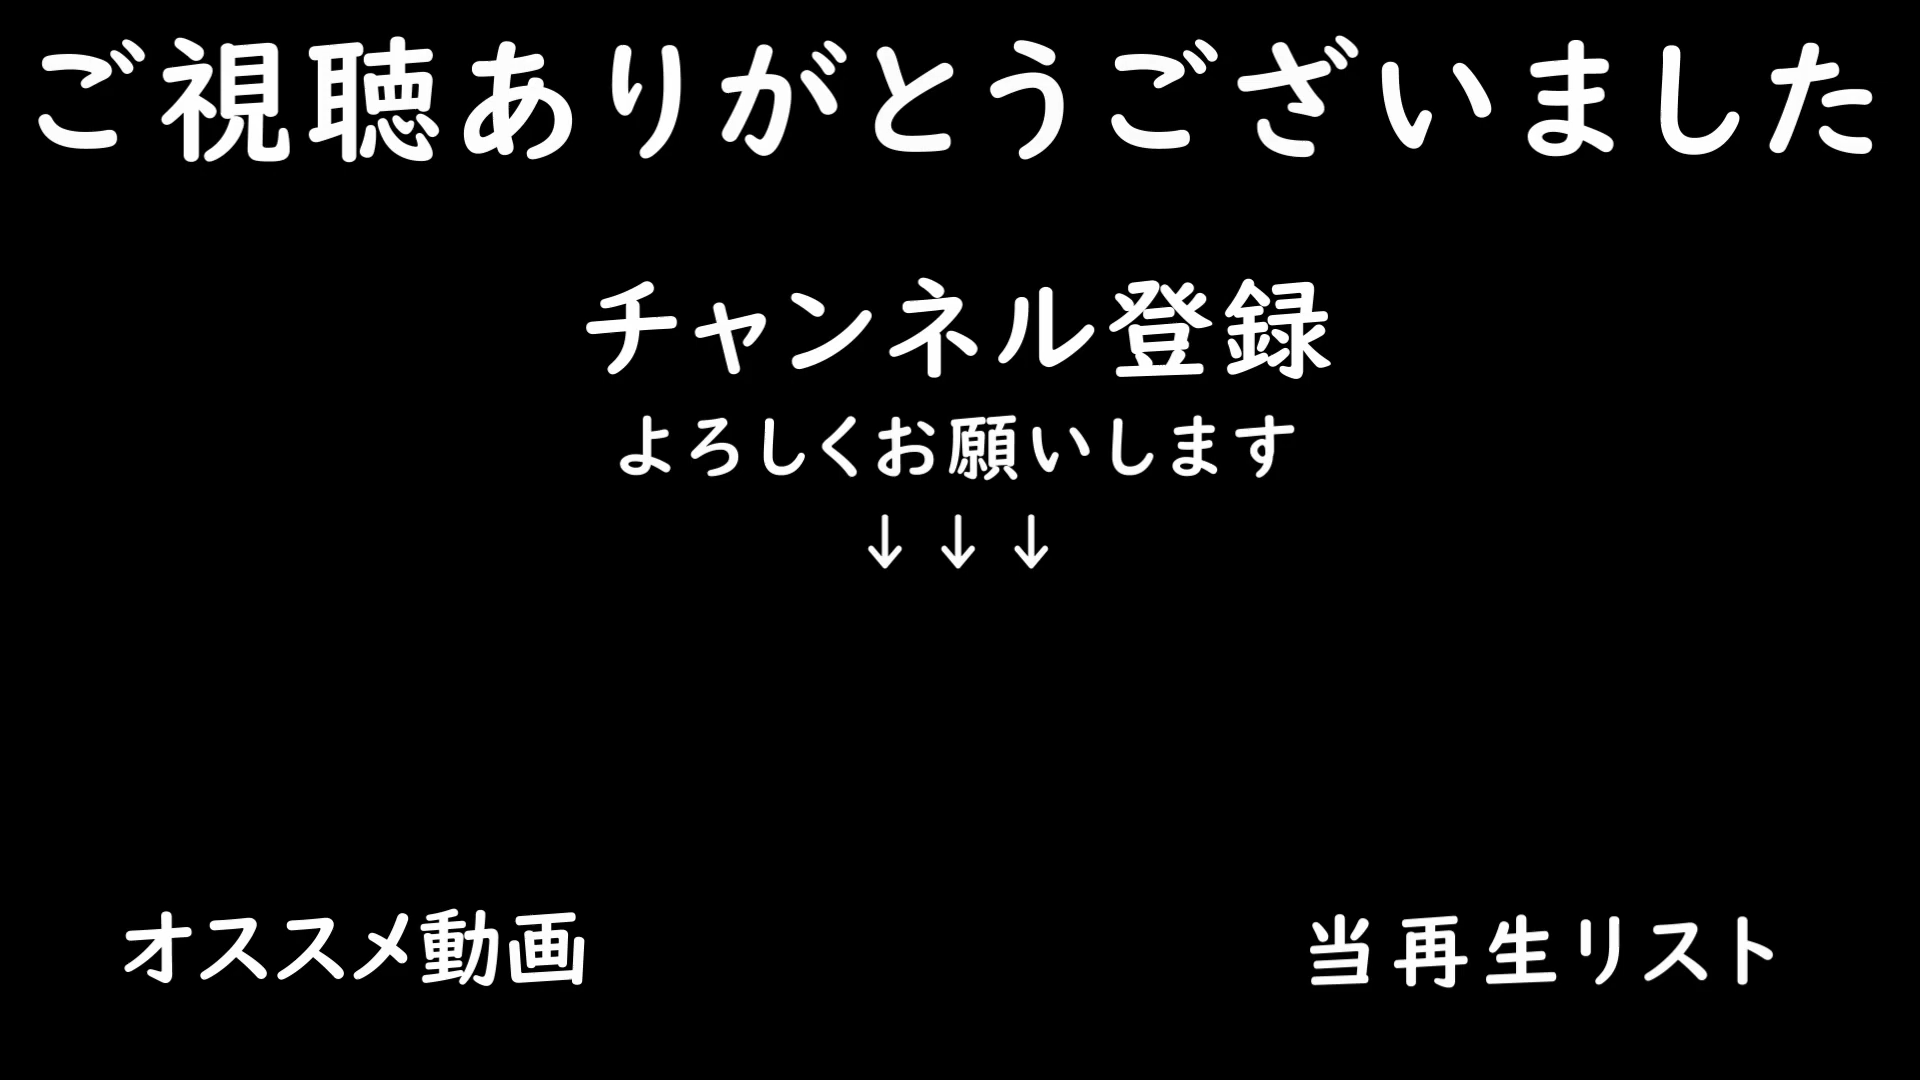 ご視聴ありがとうございました
チャンネル登録
よろしくお願いします
↓ ↓ ↓
オススメ動画
当再生リスト